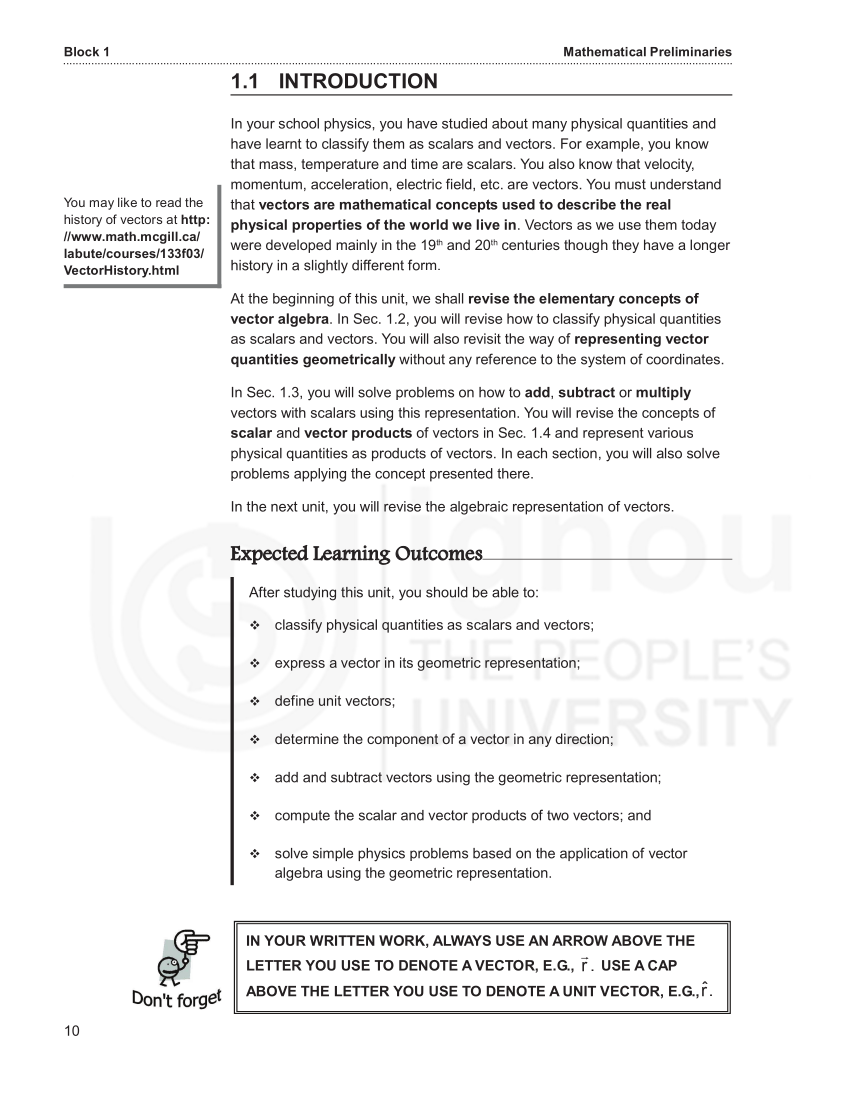 Block 1
Mathematical Preliminaries
1.1 INTRODUCTION
In your school physics, you have studied about many physical quantities and
have learnt to classify them as scalars and vectors. For example, you know
that mass, temperature and time are scalars. You also know that velocity,
momentum, acceleration, electric field, etc. are vectors. You must understand
that vectors are mathematical concepts used to describe the real
physical properties of the world we live in. Vectors as we use them today
were developed mainly in the 19th and 20th centuries though they have a longer
history in a slightly different form.
You may like to read the
history of vectors at http:
//www.math.mcgill.ca/
labute/courses/133f03/
VectorHistory.html
At the beginning of this unit, we shall revise the elementary concepts of
vector algebra. In Sec. 1.2, you will revise how to classify physical quantities
as scalars and vectors. You will also revisit the way of representing vector
quantities geometrically without any reference to the system of coordinates.
In Sec. 1.3, you will solve problems on how to add, subtract or multiply
vectors with scalars using this representation. You will revise the concepts of
scalar and vector products of vectors in Sec. 1.4 and represent various
physical quantities as products of vectors. In each section, you will also solve
problems applying the concept presented there.
In the next unit, you will revise the algebraic representation of vectors.
Expected Learning Outcomes
After studying this unit, you should be able to:
❖ classify physical quantities as scalars and vectors;
❖ express a vector in its geometric representation;
❖ define unit vectors;
❖ determine the component of a vector in any direction;
❖ add and subtract vectors using the geometric representation;
❖ compute the scalar and vector products of two vectors; and
❖ solve simple physics problems based on the application of vector
algebra using the geometric representation.
ignou
THE PEOPLE'S
UNIVERSITY
Don't forget
IN YOUR WRITTEN WORK, ALWAYS USE AN ARROW ABOVE THE
LETTER YOU USE TO DENOTE A VECTOR, E.G., r⃗. USE A CAP
ABOVE THE LETTER YOU USE TO DENOTE A UNIT VECTOR, E.G., r̂.
10